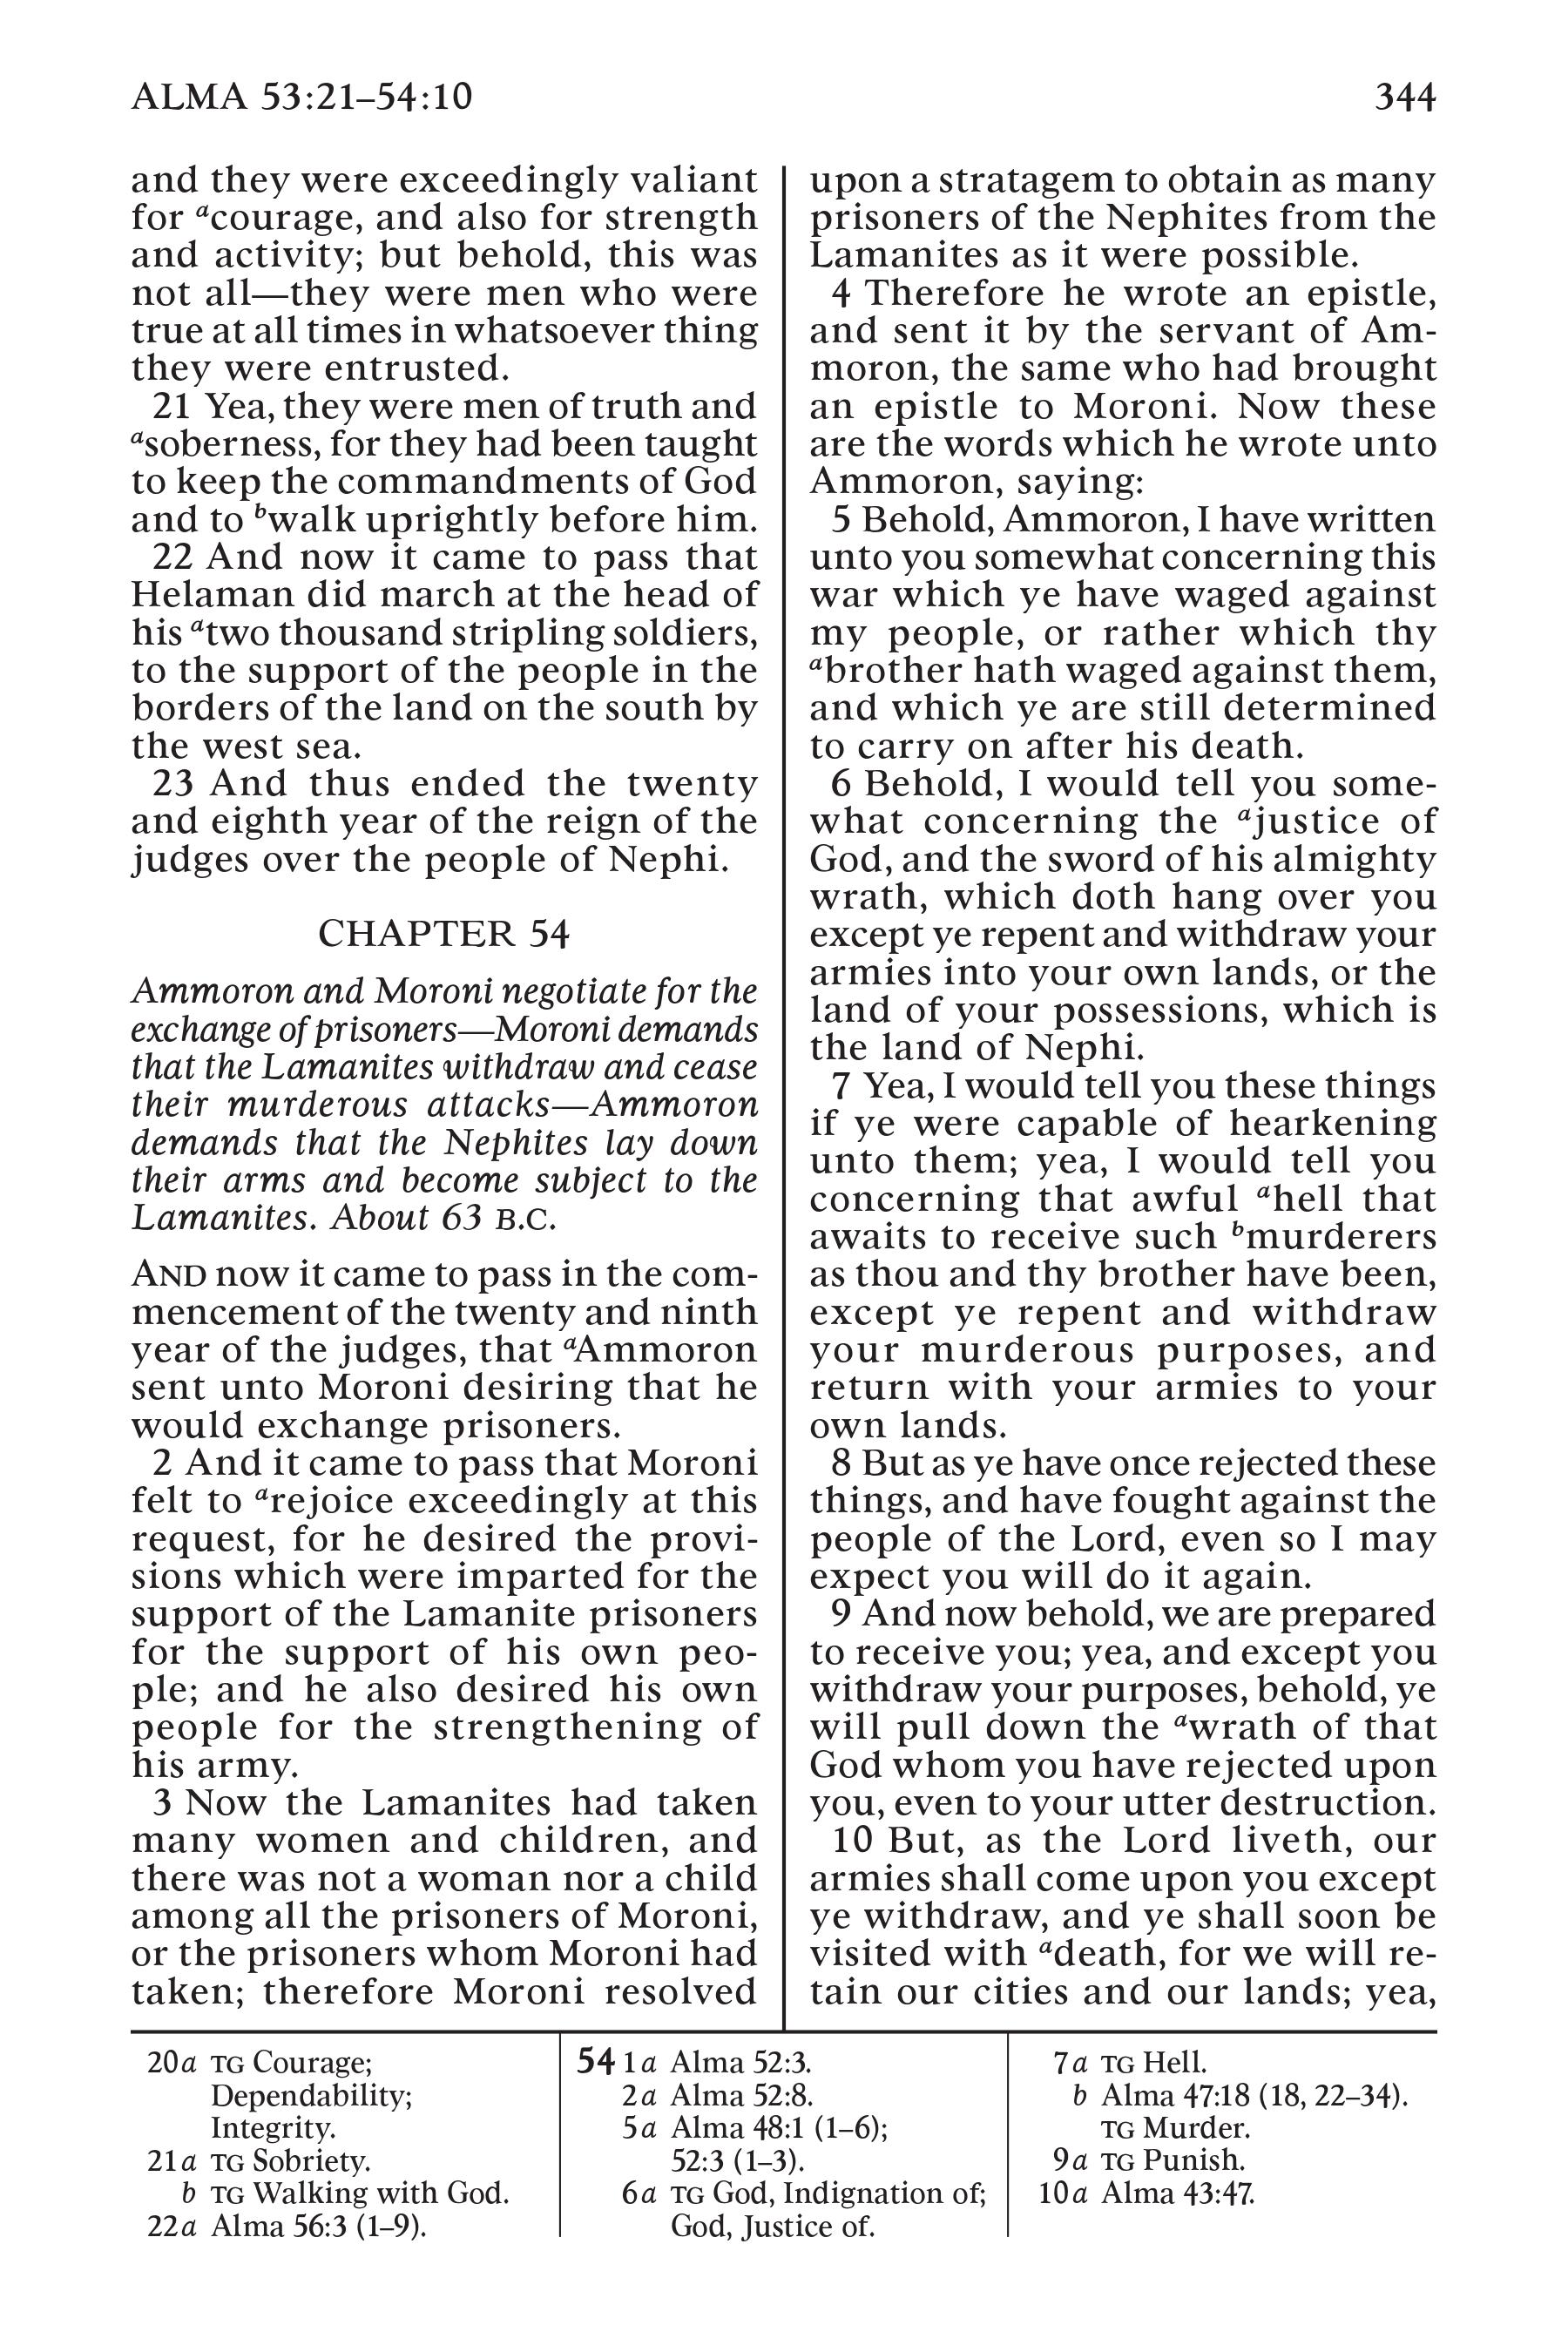 ALMA 53:21–54:10
344
and they were exceedingly valiant
for acourage, and also for strength
and activity; but behold, this was
not all—they were men who were
true at all times in whatsoever thing
they were entrusted.
21 Yea, they were men of truth and
asoberness, for they had been taught
to keep the commandments of God
and to bwalk uprightly before him.
22 And now it came to pass that
Helaman did march at the head of
his atwo thousand stripling soldiers,
to the support of the people in the
borders of the land on the south by
the west sea.
23 And thus ended the twenty
and eighth year of the reign of the
judges over the people of Nephi.
CHAPTER 54
Ammoron and Moroni negotiate for the
exchange of prisoners—Moroni demands
that the Lamanites withdraw and cease
their murderous attacks—Ammoron
demands that the Nephites lay down
their arms and become subject to the
Lamanites. About 63 B.C.
AND now it came to pass in the com-
mencement of the twenty and ninth
year of the judges, that aAmmoron
sent unto Moroni desiring that he
would exchange prisoners.
2 And it came to pass that Moroni
felt to arejoice exceedingly at this
request, for he desired the provi-
sions which were imparted for the
support of the Lamanite prisoners
for the support of his own peo-
ple; and he also desired his own
people for the strengthening of
his army.
3 Now the Lamanites had taken
many women and children, and
there was not a woman nor a child
among all the prisoners of Moroni,
or the prisoners whom Moroni had
taken; therefore Moroni resolved
upon a stratagem to obtain as many
prisoners of the Nephites from the
Lamanites as it were possible.
4 Therefore he wrote an epistle,
and sent it by the servant of Am-
moron, the same who had brought
an epistle to Moroni. Now these
are the words which he wrote unto
Ammoron, saying:
5 Behold, Ammoron, I have written
unto you somewhat concerning this
war which ye have waged against
my people, or rather which thy
abrother hath waged against them,
and which ye are still determined
to carry on after his death.
6 Behold, I would tell you some-
what concerning the ajustice of
God, and the sword of his almighty
wrath, which doth hang over you
except ye repent and withdraw your
armies into your own lands, or the
land of your possessions, which is
the land of Nephi.
7 Yea, I would tell you these things
if ye were capable of hearkening
unto them; yea, I would tell you
concerning that awful ahell that
awaits to receive such bmurderers
as thou and thy brother have been,
except ye repent and withdraw
your murderous purposes, and
return with your armies to your
own lands.
8 But as ye have once rejected these
things, and have fought against the
people of the Lord, even so I may
expect you will do it again.
9 And now behold, we are prepared
to receive you; yea, and except you
withdraw your purposes, behold, ye
will pull down the awrath of that
God whom you have rejected upon
you, even to your utter destruction.
10 But, as the Lord liveth, our
armies shall come upon you except
ye withdraw, and ye shall soon be
visited with adeath, for we will re-
tain our cities and our lands; yea,
20a TG Courage;
Dependability;
Integrity.
21a TG Sobriety.
b TG Walking with God.
22a Alma 56:3 (1–9).
54 1a Alma 52:3.
2a Alma 52:8.
5a Alma 48:1 (1–6);
52:3 (1–3).
6a TG God, Indignation of;
God, Justice of.
7a TG Hell.
b Alma 47:18 (18, 22–34).
TG Murder.
9a TG Punish.
10a Alma 43:47.